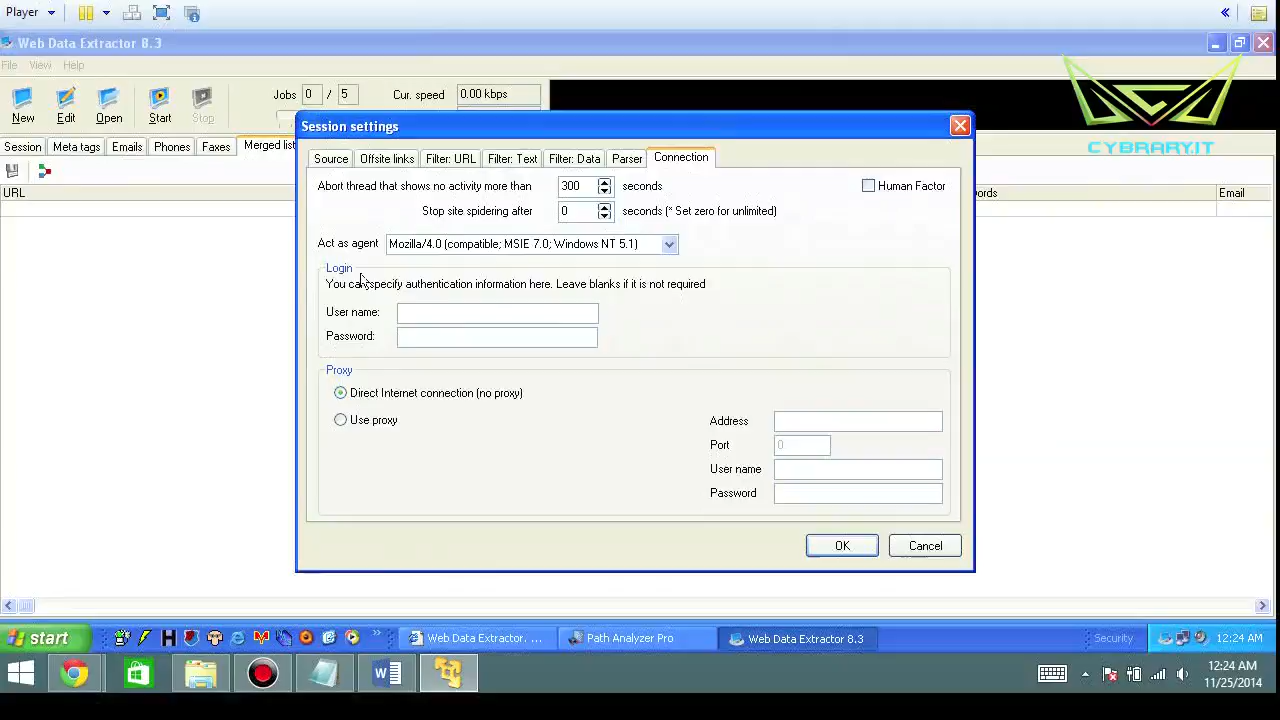 Player
Web Data Extractor 8.3
File View Help
New Edit Open Start Stop
Jobs 0 / 5 Cur. speed 0.00 kbps
CYBRARY.IT
Session Meta tags Emails Phones Faxes Merged list
URL
ords Email
Session settings
Source Offsite links Filter: URL Filter: Text Filter: Data Parser Connection
Abort thread that shows no activity more than 300 seconds
Human Factor
Stop site spidering after 0 seconds (* Set zero for unlimited)
Act as agent Mozilla/4.0 (compatible; MSIE 7.0; Windows NT 5.1)
Login
You can specify authentication information here. Leave blanks if it is not required
User name:
Password:
Proxy
Direct Internet connection (no proxy)
Use proxy
Address
Port 0
User name
Password
OK Cancel
start
Web Data Extractor. ...
Path Analyzer Pro
Web Data Extractor 8.3
Security
12:24 AM
12:24 AM
11/25/2014